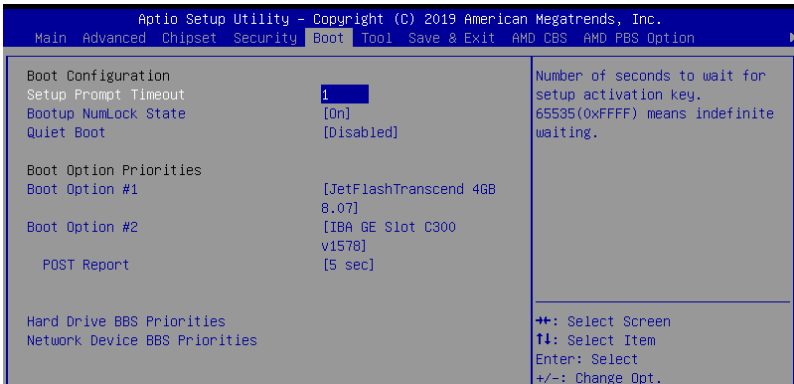 Aptio Setup Utility – Copyright (C) 2019 American Megatrends, Inc.
Main Advanced Chipset Security Boot Tool Save & Exit AMD CBS AMD PBS Option
Boot Configuration
Setup Prompt Timeout 1
Bootup NumLock State [On]
Quiet Boot [Disabled]
Boot Option Priorities
Boot Option #1 [JetFlashTranscend 4GB
8.07]
Boot Option #2 [IBA GE Slot C300
v1578]
POST Report [5 sec]
Hard Drive BBS Priorities
Network Device BBS Priorities
Number of seconds to wait for
setup activation key.
65535(0xFFFF) means indefinite
waiting.
→←: Select Screen
↑↓: Select Item
Enter: Select
+/-: Change Opt.